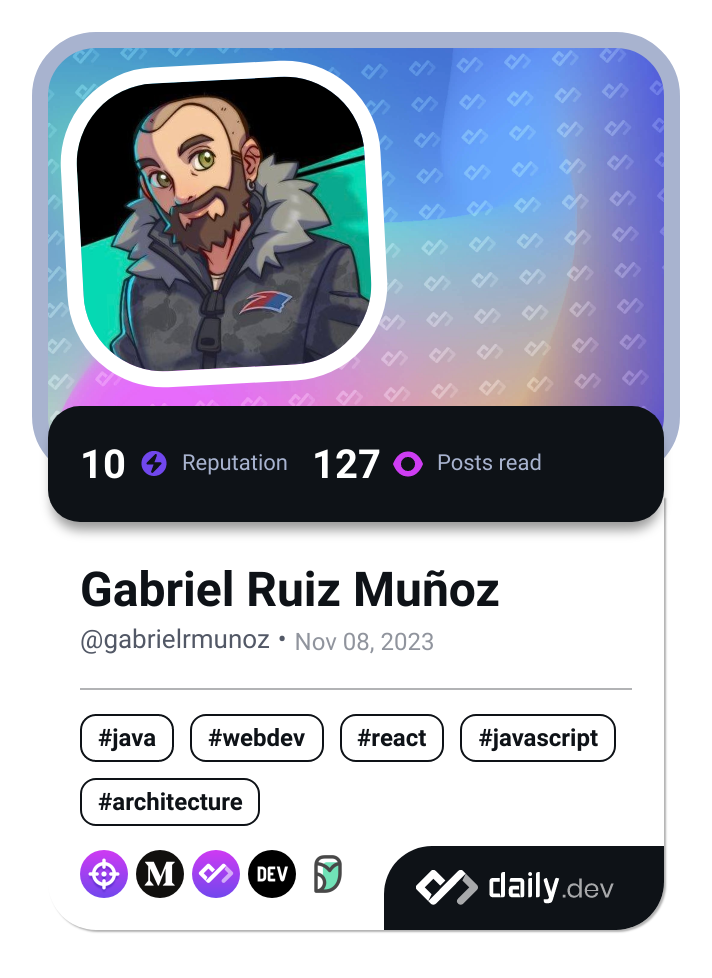 10 Reputation 127 Posts read
Gabriel Ruiz Muñoz
@gabrielrmunoz • Nov 08, 2023
#java #webdev #react #javascript
#architecture
M DEV daily.dev